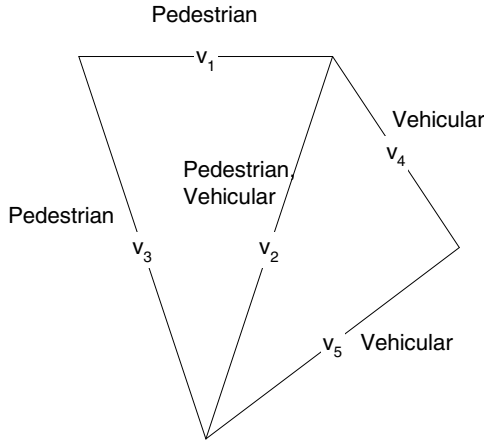 Pedestrian
v1
Vehicular
v4
Pedestrian,
Vehicular
Pedestrian
v3
v2
v5 Vehicular